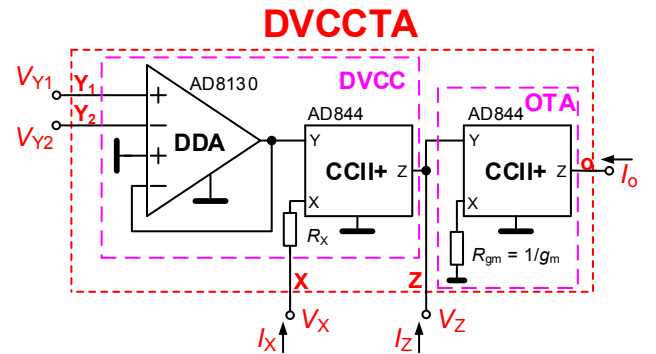 DVCCTA
DVCC
OTA
AD8130
AD844
AD844
V_Y1
Y_1
V_Y2
Y_2
+
−
+
−
DDA
Y
X
CCII+
Z
Y
X
CCII+
Z
o
I_o
R_X
R_gm = 1/g_m
X
Z
V_X
V_Z
I_X
I_Z